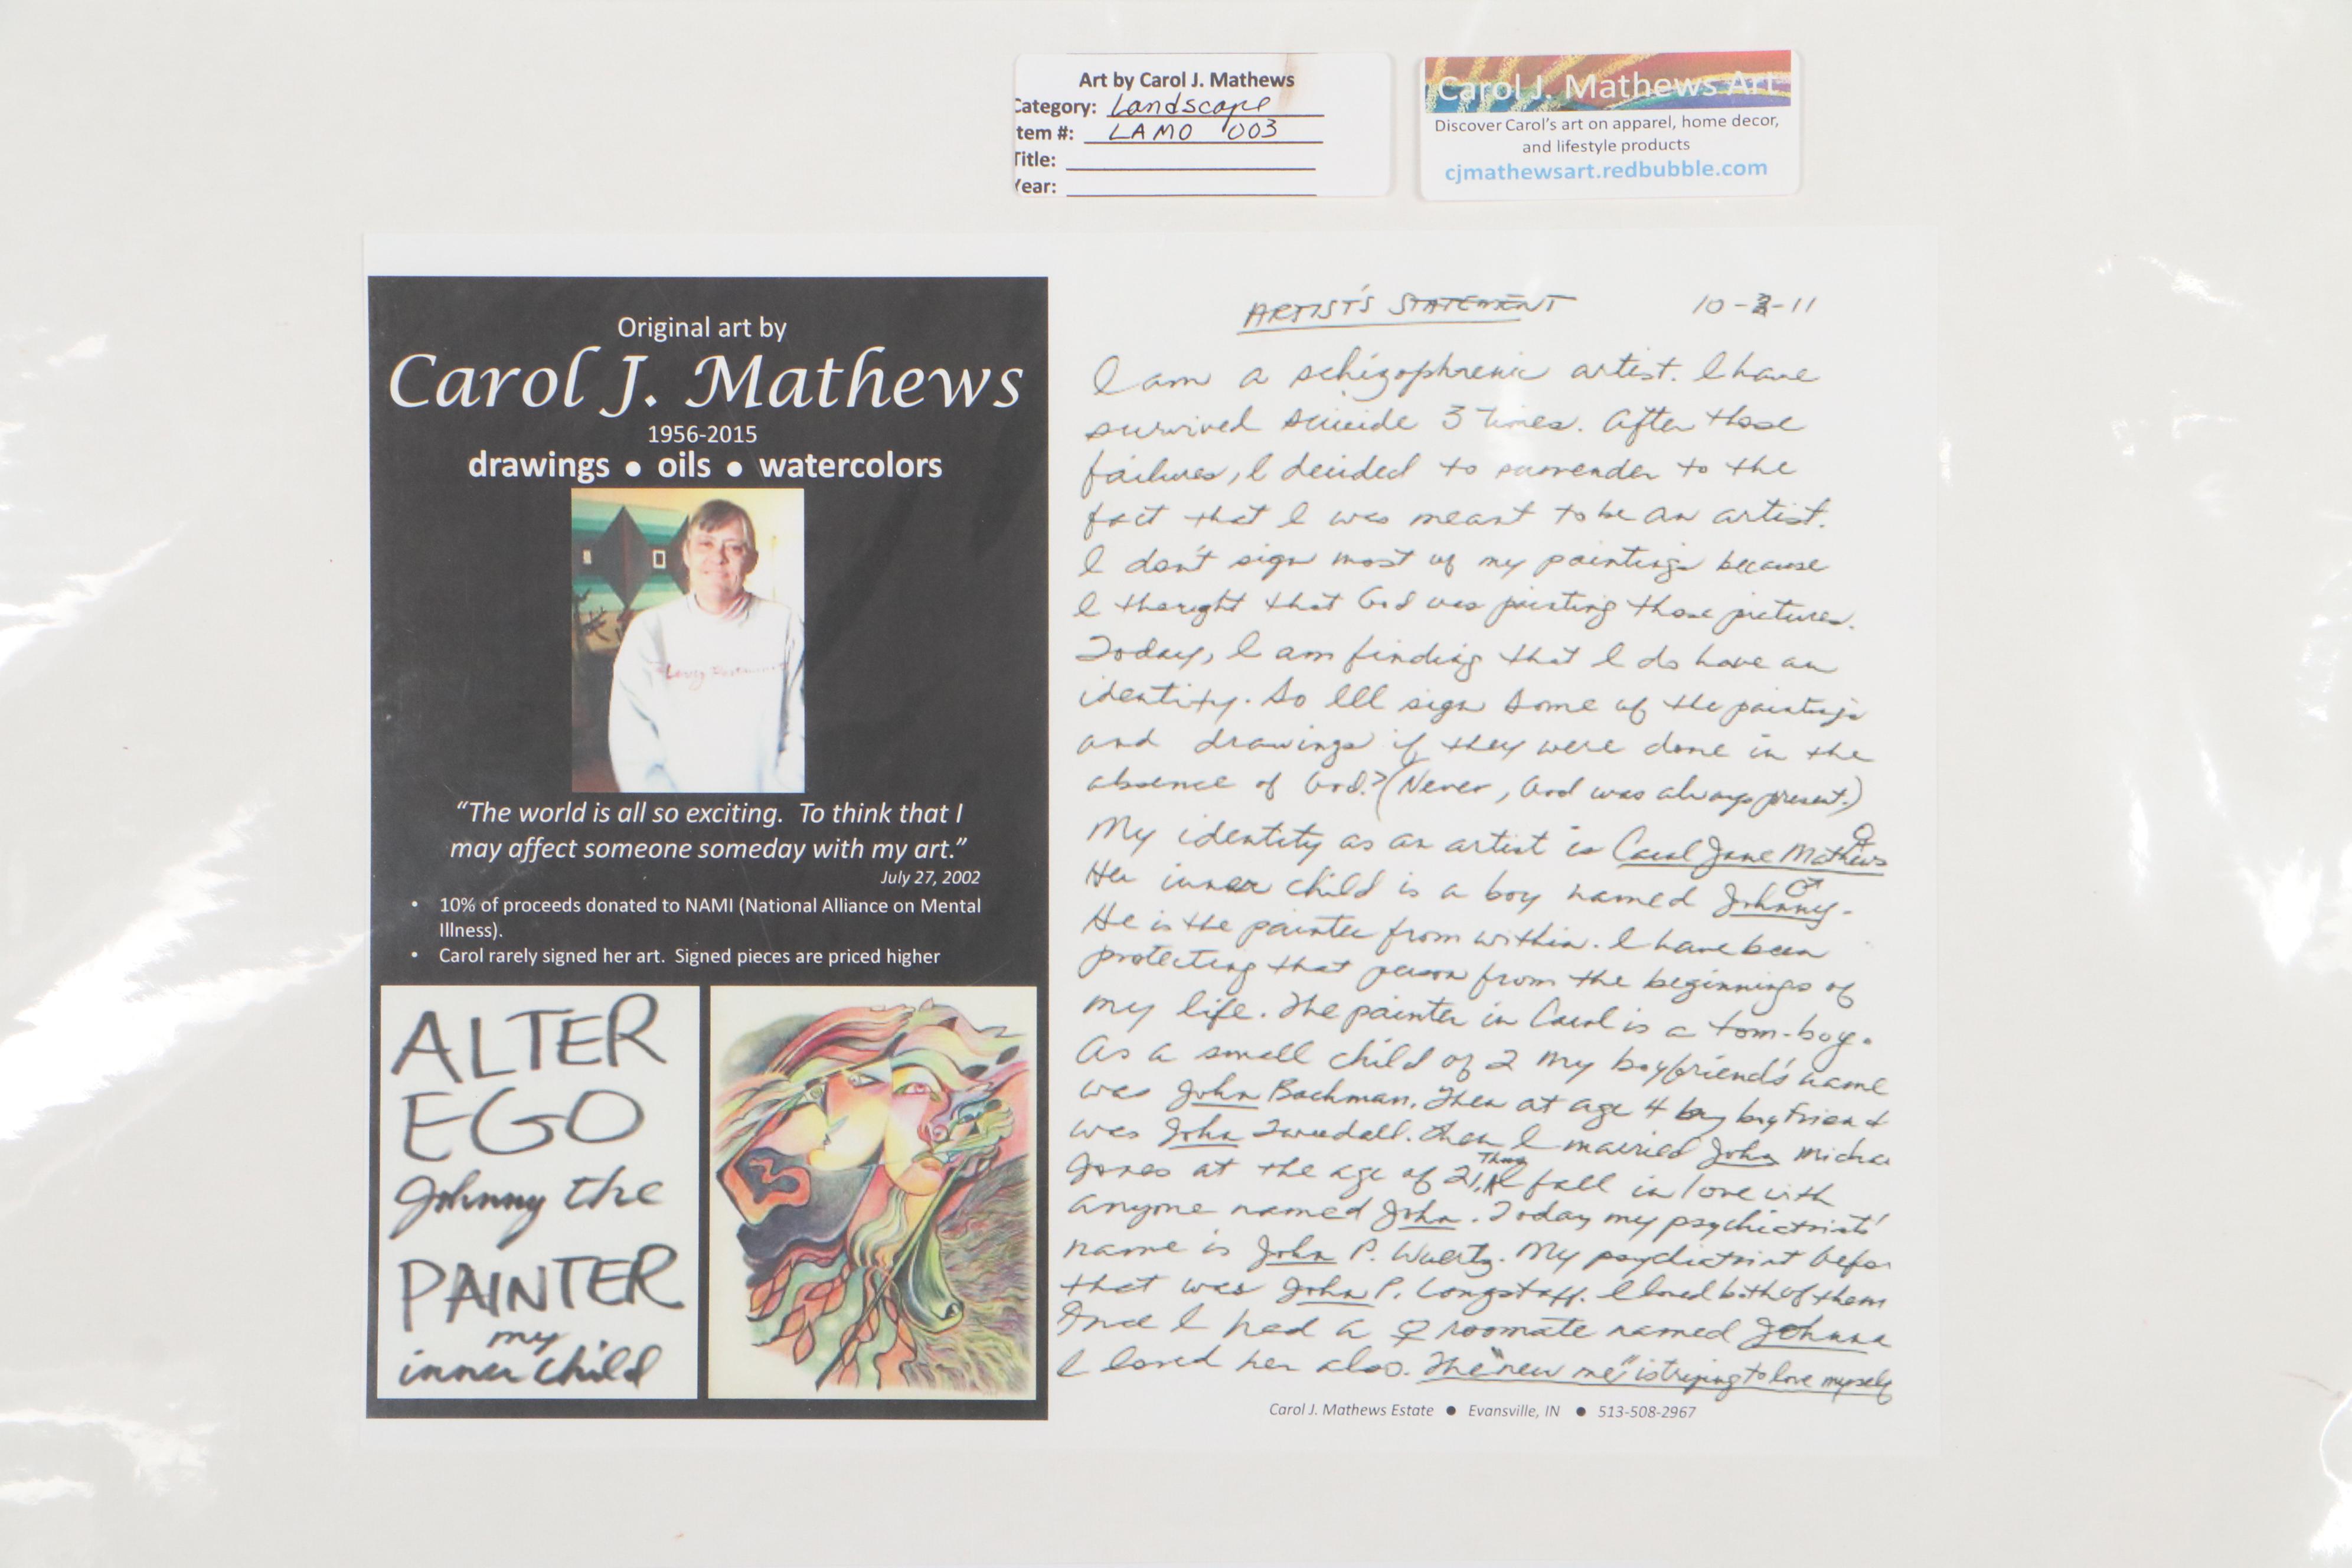 Art by Carol J. Mathews
Category: Landscape
tem #: LAMO 003
Title:
Year:
Carol J. Mathews Art
Discover Carol's art on apparel, home decor,
and lifestyle products
cjmathewsart.redbubble.com
Original art by
Carol J. Mathews
1956-2015
drawings ● oils ● watercolors
"The world is all so exciting. To think that I
may affect someone someday with my art."
July 27, 2002
• 10% of proceeds donated to NAMI (National Alliance on Mental
Illness).
• Carol rarely signed her art. Signed pieces are priced higher
ALTER
EGO
Johnny the
PAINTER
my
inner child
ARTIST'S STATEMENT 10-3-11
I am a schizophrenic artist. I have
survived suicide 3 times. After those
failures, I decided to surrender to the
fact that I was meant to be an artist.
I don't sign most of my paintings because
I thought that God was painting those pictures.
Today, I am finding that I do have an
identity. So Ill sign some of the paintings
and drawings if they were done in the
absence of God.? (Never, God was always present.)
My identity as an artist is Carol Jane Mathews ♀
Her inner child is a boy named Johnny ♂.
He is the painter from within. I have been
protecting that person from the beginnings of
my life. The painter in Carol is a tom-boy.
As a small child of 2 my boyfriend's name
was John Bachman. Then at age 4 my boyfriend
was John Tweedall. Then I married John Michae
Jones at the age of 21. Then I fall in love with
anyone named John. Today my psychiatrists'
name is John P. Wuertz. My psychiatrist befor
that was John P. Longstaff. I loved both of them
Once I had a ♀ roomate named Johnna
I loved her also. The "new me" is trying to love myself
Carol J. Mathews Estate ● Evansville, IN ● 513-508-2967